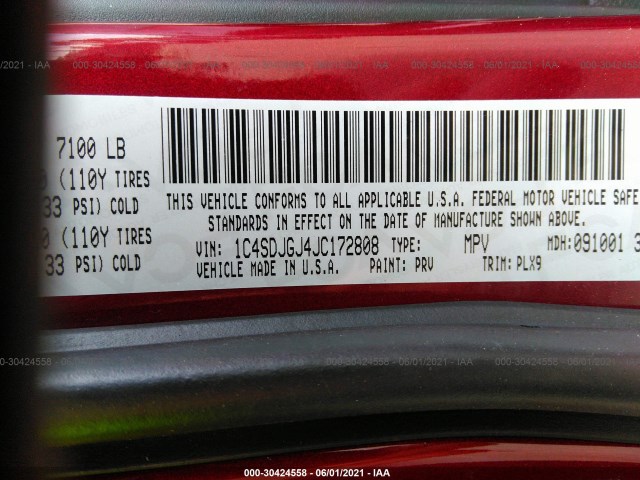 000-30424558 - 06/01/2021 - IAA
7100 LB
(110Y TIRES
33 PSI) COLD
(110Y TIRES
33 PSI) COLD
THIS VEHICLE CONFORMS TO ALL APPLICABLE U.S.A. FEDERAL MOTOR VEHICLE SAFE
STANDARDS IN EFFECT ON THE DATE OF MANUFACTURE SHOWN ABOVE.
VIN: 1C4SDJGJ4JC172808 TYPE: MPV MDH: 091001 3
VEHICLE MADE IN U.S.A. PAINT: PRV TRIM: PLX9
000-30424558 - 06/01/2021 - IAA
000-30424558 - 06/01/2021 - IAA